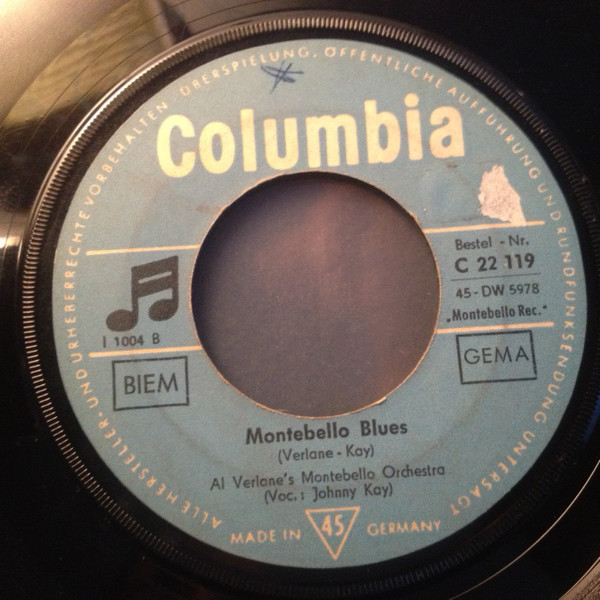 ALLE HERSTELLER- UND URHEBERRECHTE VORBEHALTEN ÜBERSPIELUNG, ÖFFENTLICHE AUFFÜHRUNG UND RUNDFUNKSENDUNG UNTERSAGT
Columbia
Bestel - Nr.
C 22 119
45-DW 5978
„Montebello Rec."
I 1004 B
BIEM
GEMA
Montebello Blues
(Verlane - Kay)
Al Verlane's Montebello Orchestra
(Voc.: Johnny Kay)
MADE IN 45 GERMANY